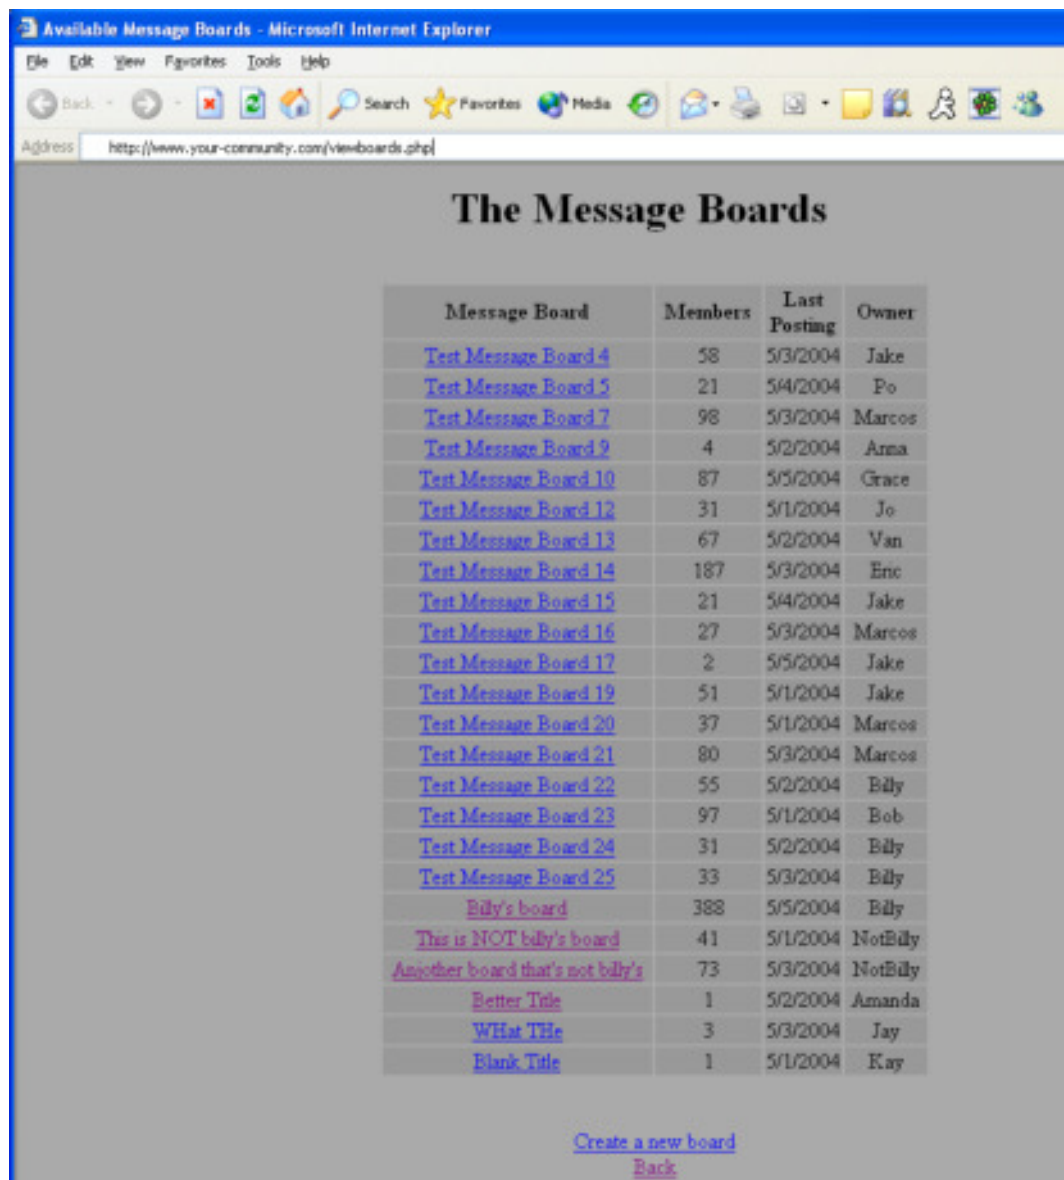 Available Message Boards - Microsoft Internet Explorer
File Edit View Favorites Tools Help
Back Search Favorites Media
Address http://www.your-community.com/viewboards.php
The Message Boards
Message Board Members Last Posting Owner
Test Message Board 4 58 5/3/2004 Jake
Test Message Board 5 21 5/4/2004 Po
Test Message Board 7 98 5/3/2004 Marcos
Test Message Board 9 4 5/2/2004 Anna
Test Message Board 10 87 5/5/2004 Grace
Test Message Board 12 31 5/1/2004 Jo
Test Message Board 13 67 5/2/2004 Van
Test Message Board 14 187 5/3/2004 Eric
Test Message Board 15 21 5/4/2004 Jake
Test Message Board 16 27 5/3/2004 Marcos
Test Message Board 17 2 5/5/2004 Jake
Test Message Board 19 51 5/1/2004 Jake
Test Message Board 20 37 5/1/2004 Marcos
Test Message Board 21 80 5/3/2004 Marcos
Test Message Board 22 55 5/2/2004 Billy
Test Message Board 23 97 5/1/2004 Bob
Test Message Board 24 31 5/2/2004 Billy
Test Message Board 25 33 5/3/2004 Billy
Billy's board 388 5/5/2004 Billy
This is NOT billy's board 41 5/1/2004 NotBilly
Anjother board that's not billy's 73 5/3/2004 NotBilly
Better Title 1 5/2/2004 Amanda
WHat THe 3 5/3/2004 Jay
Blank Title 1 5/1/2004 Kay
Create a new board
Back